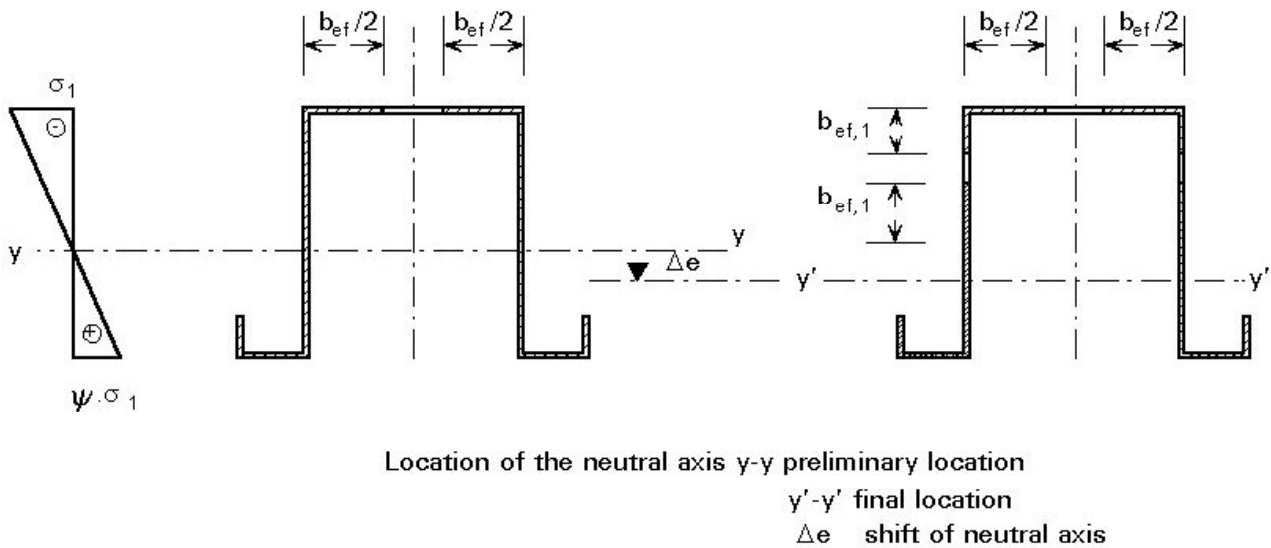 b_ef/2 b_ef/2 b_ef/2 b_ef/2
σ₁
⊖
b_ef,1
b_ef,1
y y
Δe
y' y'
⊕
ψ.σ₁
Location of the neutral axis y-y preliminary location
y'-y' final location
Δe shift of neutral axis